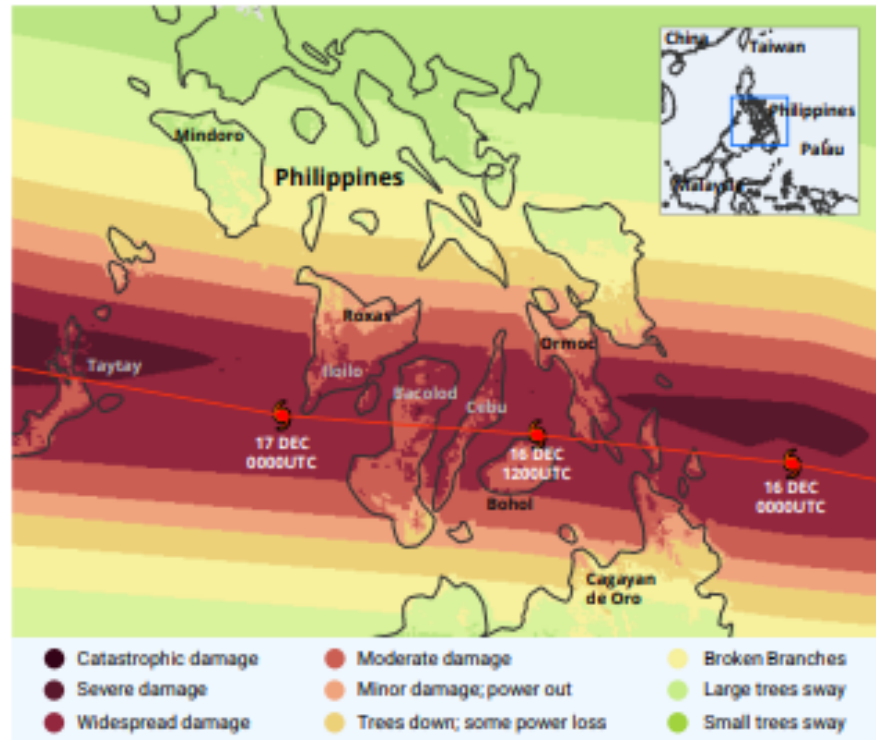 China
Taiwan
Philippines
Palau
Malaysia
Mindoro
Philippines
Roxas
Ormoc
Taytay
Iloilo
Bacolod
Cebu
17 DEC
0000UTC
16 DEC
1200UTC
16 DEC
0000UTC
Bohol
Cagayan
de Oro
Catastrophic damage
Moderate damage
Broken Branches
Severe damage
Minor damage; power out
Large trees sway
Widespread damage
Trees down; some power loss
Small trees sway